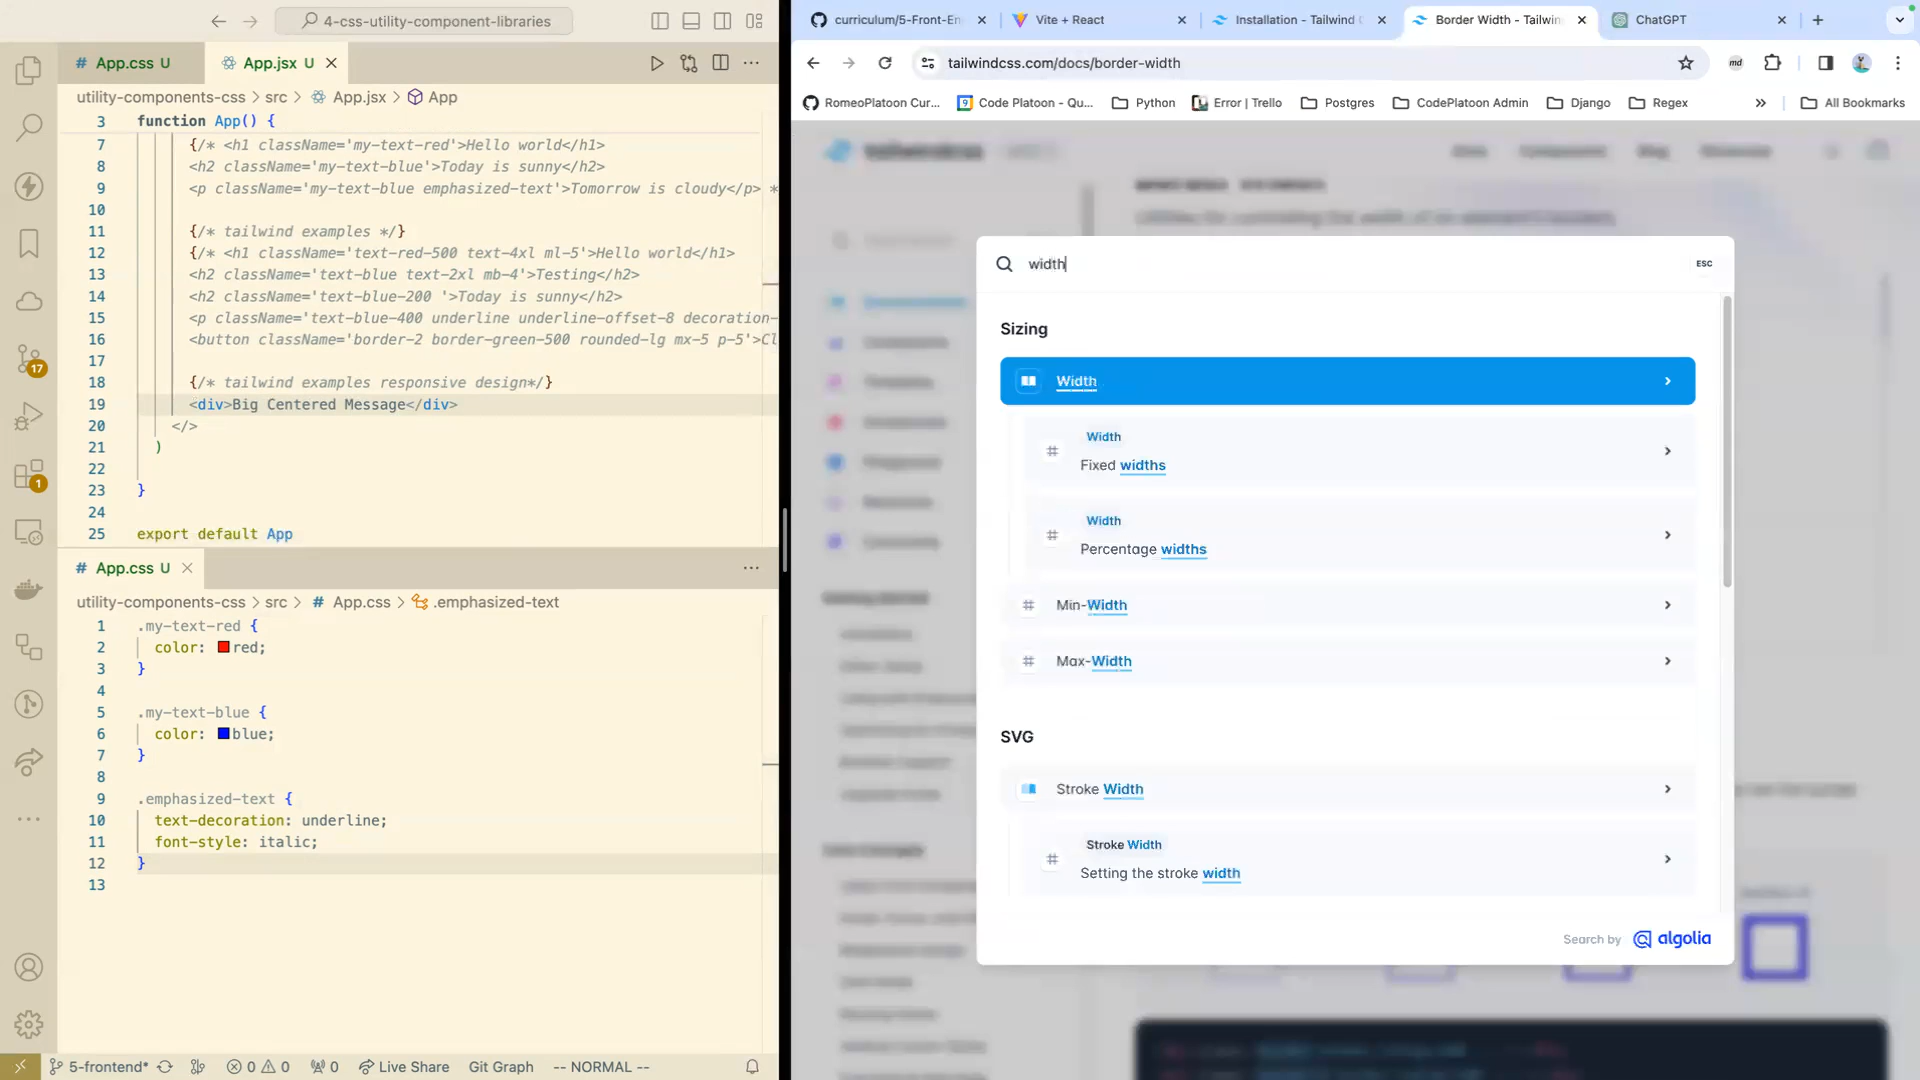 4-css-utility-component-libraries
App.css U
App.jsx U
utility-components-css > src > App.jsx > App
3 function App() {
7 {/* <h1 className='my-text-red'>Hello world</h1>
8 <h2 className='my-text-blue'>Today is sunny</h2>
9 <p className='my-text-blue emphasized-text'>Tomorrow is cloudy</p> *
10
11 {/* tailwind examples */}
12 {/* <h1 className='text-red-500 text-4xl ml-5'>Hello world</h1>
13 <h2 className='text-blue text-2xl mb-4'>Testing</h2>
14 <h2 className='text-blue-200 '>Today is sunny</h2>
15 <p className='text-blue-400 underline underline-offset-8 decoration-
16 <button className='border-2 border-green-500 rounded-lg mx-5 p-5'>Cl
17
18 {/* tailwind examples responsive design*/}
19 <div>Big Centered Message</div>
20 </>
21 )
22
23 }
24
25 export default App
App.css U
utility-components-css > src > # App.css > .emphasized-text
1 .my-text-red {
2 color: red;
3 }
4
5 .my-text-blue {
6 color: blue;
7 }
8
9 .emphasized-text {
10 text-decoration: underline;
11 font-style: italic;
12 }
13
17
1
5-frontend* 0 0 0 Live Share Git Graph -- NORMAL --
curriculum/5-Front-En
Vite + React
Installation - Tailwind C
Border Width - Tailwin
ChatGPT
tailwindcss.com/docs/border-width
md
RomeoPlatoon Cur...
Code Platoon - Qu...
Python
Error | Trello
Postgres
CodePlatoon Admin
Django
Regex
All Bookmarks
width
ESC
Sizing
Width
Width
Fixed widths
Width
Percentage widths
Min-Width
Max-Width
SVG
Stroke Width
Stroke Width
Setting the stroke width
Search by algolia